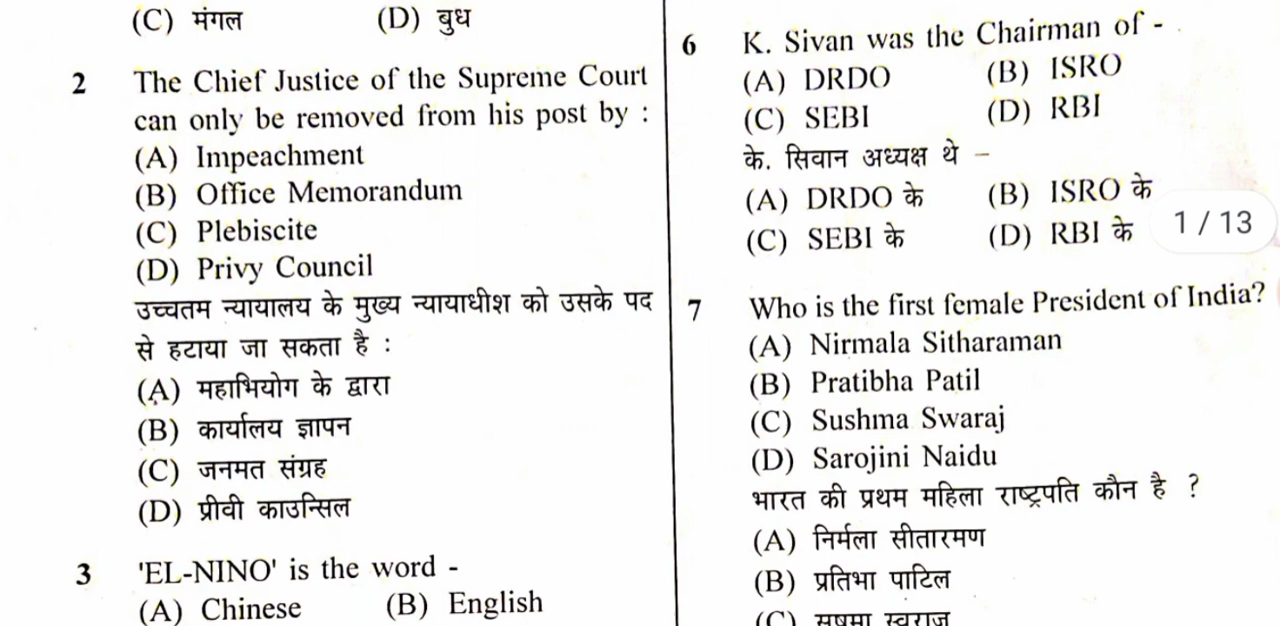 (C) मंगल (D) बुध
2 The Chief Justice of the Supreme Court
can only be removed from his post by :
(A) Impeachment
(B) Office Memorandum
(C) Plebiscite
(D) Privy Council
उच्चतम न्यायालय के मुख्य न्यायाधीश को उसके पद
से हटाया जा सकता है :
(A) महाभियोग के द्वारा
(B) कार्यालय ज्ञापन
(C) जनमत संग्रह
(D) प्रीवी काउन्सिल
3 'EL-NINO' is the word -
(A) Chinese (B) English
6 K. Sivan was the Chairman of -
(A) DRDO (B) ISRO
(C) SEBI (D) RBI
के. सिवान अध्यक्ष थे –
(A) DRDO के (B) ISRO के
(C) SEBI के (D) RBI के
1 / 13
7 Who is the first female President of India?
(A) Nirmala Sitharaman
(B) Pratibha Patil
(C) Sushma Swaraj
(D) Sarojini Naidu
भारत की प्रथम महिला राष्ट्रपति कौन है ?
(A) निर्मला सीतारमण
(B) प्रतिभा पाटिल
(C) सुषमा स्वराज